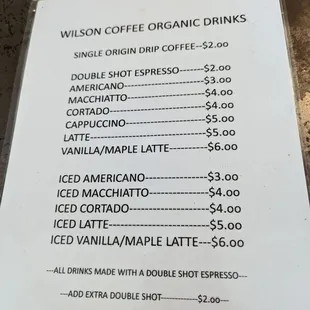 WILSON COFFEE ORGANIC DRINKS
SINGLE ORIGIN DRIP COFFEE--$2.00
DOUBLE SHOT ESPRESSO-------$2.00
AMERICANO----------------------$3.00
MACCHIATTO--------------------$4.00
CORTADO------------------------$4.00
CAPPUCCINO--------------------$5.00
LATTE-----------------------------$5.00
VANILLA/MAPLE LATTE----------$6.00
ICED AMERICANO----------------$3.00
ICED MACCHIATTO---------------$4.00
ICED CORTADO-------------------$4.00
ICED LATTE-----------------------$5.00
ICED VANILLA/MAPLE LATTE---$6.00
---ALL DRINKS MADE WITH A DOUBLE SHOT ESPRESSO---
---ADD EXTRA DOUBLE SHOT-------------$2.00---